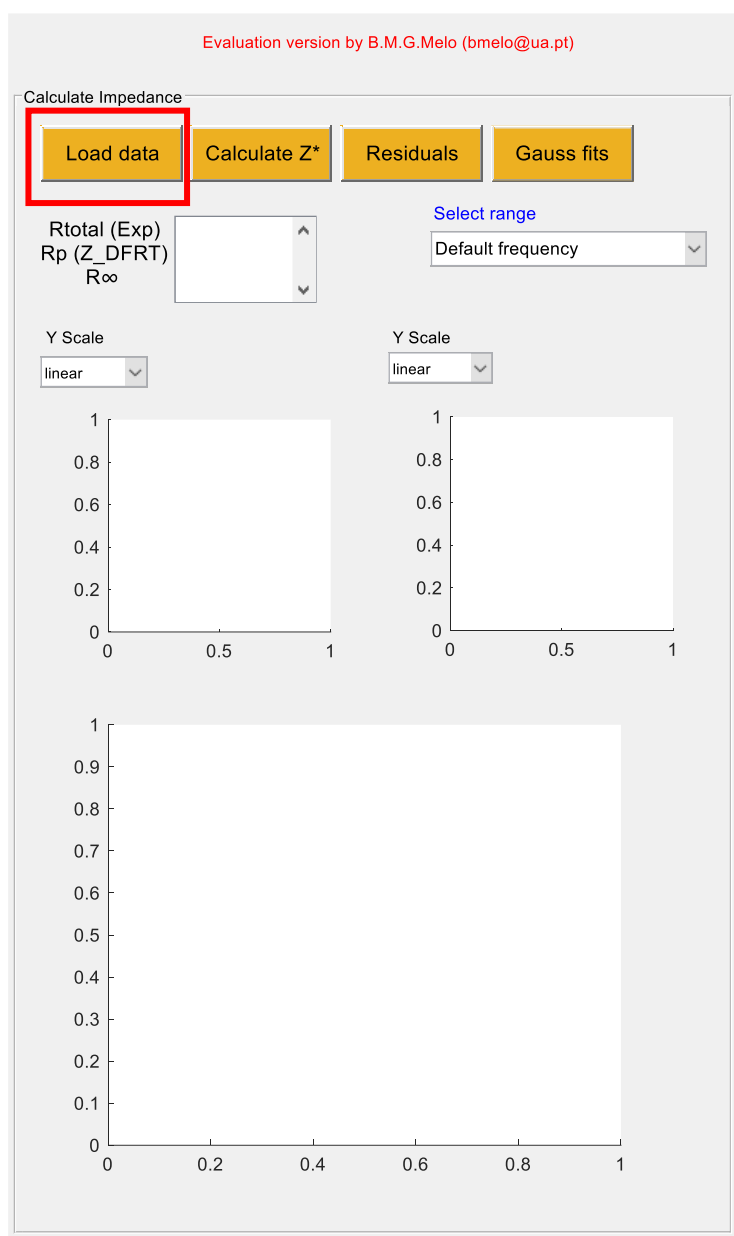 Evaluation version by B.M.G.Melo (bmelo@ua.pt)
Calculate Impedance
Load data
Calculate Z*
Residuals
Gauss fits
Rtotal (Exp)
Rp (Z_DFRT)
R∞
Select range
Default frequency
Y Scale
linear
Y Scale
linear
1
0.8
0.6
0.4
0.2
0
0 0.5 1
1
0.8
0.6
0.4
0.2
0
0 0.5 1
1
0.9
0.8
0.7
0.6
0.5
0.4
0.3
0.2
0.1
0
0 0.2 0.4 0.6 0.8 1